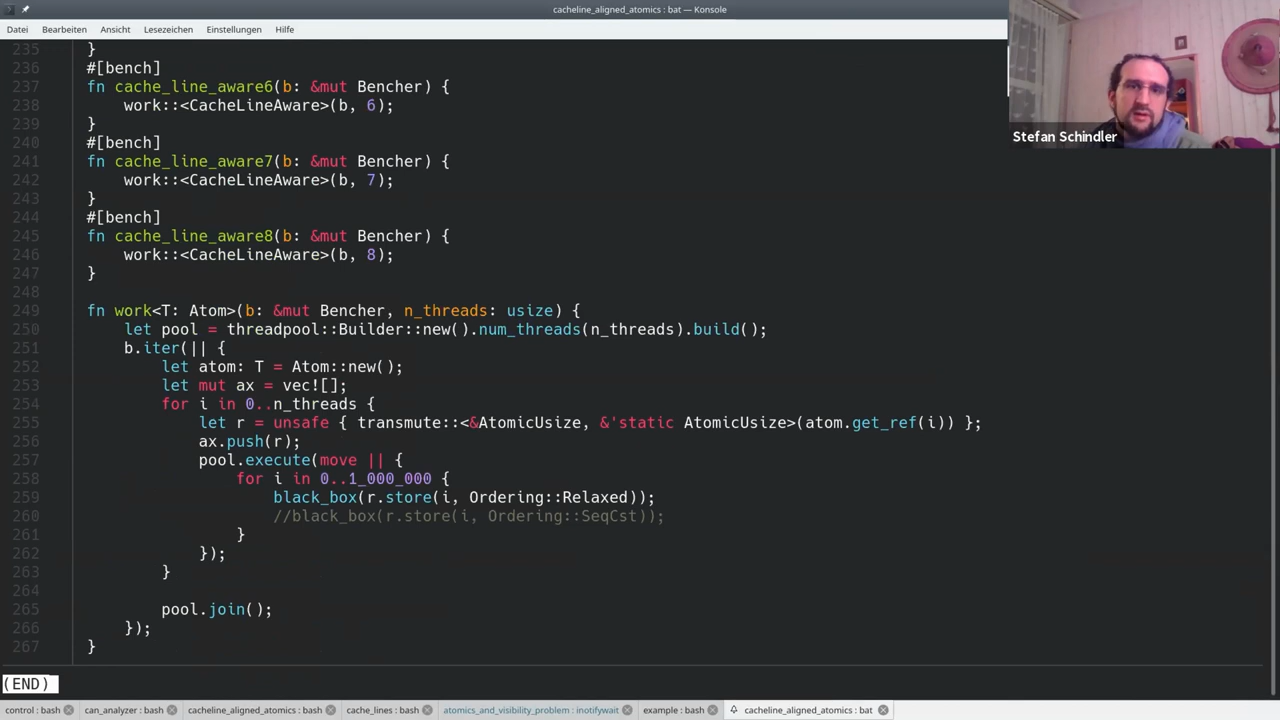 cacheline_aligned_atomics : bat — Konsole
Datei Bearbeiten Ansicht Lesezeichen Einstellungen Hilfe
235 }
236 #[bench]
237 fn cache_line_aware6(b: &mut Bencher) {
238     work::<CacheLineAware>(b, 6);
239 }
240 #[bench]
241 fn cache_line_aware7(b: &mut Bencher) {
242     work::<CacheLineAware>(b, 7);
243 }
244 #[bench]
245 fn cache_line_aware8(b: &mut Bencher) {
246     work::<CacheLineAware>(b, 8);
247 }
248
249 fn work<T: Atom>(b: &mut Bencher, n_threads: usize) {
250     let pool = threadpool::Builder::new().num_threads(n_threads).build();
251     b.iter(|| {
252         let atom: T = Atom::new();
253         let mut ax = vec![];
254         for i in 0..n_threads {
255             let r = unsafe { transmute::<&AtomicUsize, &'static AtomicUsize>(atom.get_ref(i)) };
256             ax.push(r);
257             pool.execute(move || {
258                 for i in 0..1_000_000 {
259                     black_box(r.store(i, Ordering::Relaxed));
260                     //black_box(r.store(i, Ordering::SeqCst));
261                 }
262             });
263         }
264
265         pool.join();
266     });
267 }
(END)
control : bash can_analyzer : bash cacheline_aligned_atomics : bash cache_lines : bash atomics_and_visibility_problem : inotifywait example : bash cacheline_aligned_atomics : bat
Stefan Schindler